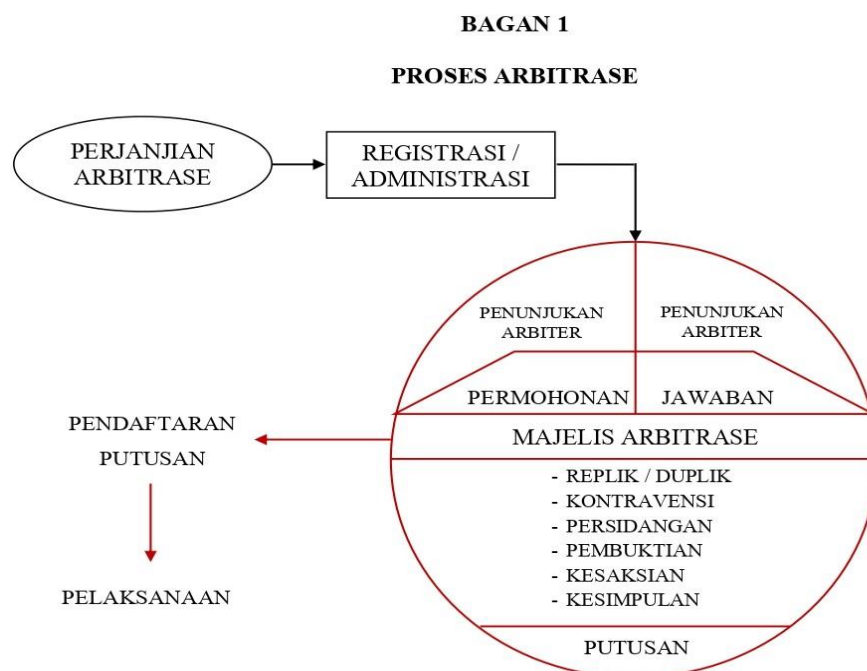 BAGAN 1
PROSES ARBITRASE
PERJANJIAN
ARBITRASE
REGISTRASI /
ADMINISTRASI
PENUNJUKAN
ARBITER
PENUNJUKAN
ARBITER
PERMOHONAN
JAWABAN
MAJELIS ARBITRASE
- REPLIK / DUPLIK
- KONTRAVENSI
- PERSIDANGAN
- PEMBUKTIAN
- KESAKSIAN
- KESIMPULAN
PUTUSAN
PENDAFTARAN
PUTUSAN
PELAKSANAAN